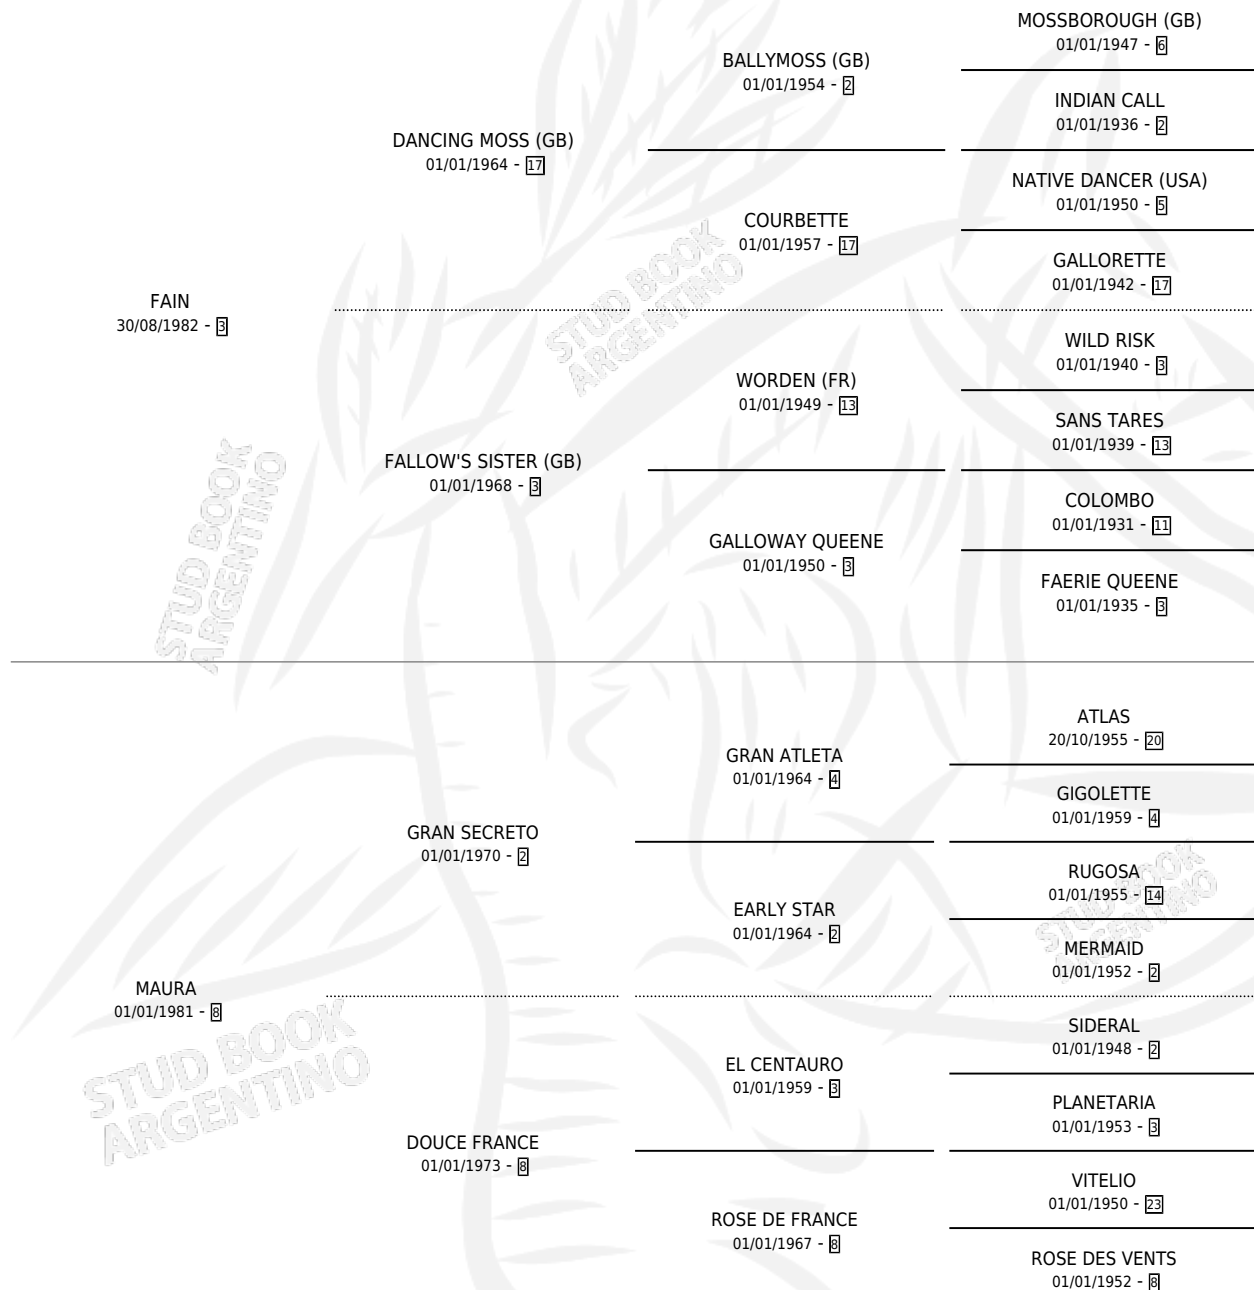 MOSSBOROUGH (GB)
01/01/1947 - 6
BALLYMOSS (GB)
01/01/1954 - 2
INDIAN CALL
01/01/1936 - 2
DANCING MOSS (GB)
01/01/1964 - 17
NATIVE DANCER (USA)
01/01/1950 - 5
COURBETTE
01/01/1957 - 17
GALLORETTE
01/01/1942 - 17
FAIN
30/08/1982 - 3
WILD RISK
01/01/1940 - 3
WORDEN (FR)
01/01/1949 - 13
SANS TARES
01/01/1939 - 13
FALLOW'S SISTER (GB)
01/01/1968 - 3
COLOMBO
01/01/1931 - 11
GALLOWAY QUEENE
01/01/1950 - 3
FAERIE QUEENE
01/01/1935 - 3
ATLAS
20/10/1955 - 20
GRAN ATLETA
01/01/1964 - 4
GIGOLETTE
01/01/1959 - 4
GRAN SECRETO
01/01/1970 - 2
RUGOSA
01/01/1955 - 14
EARLY STAR
01/01/1964 - 2
MERMAID
01/01/1952 - 2
MAURA
01/01/1981 - 8
SIDERAL
01/01/1948 - 2
EL CENTAURO
01/01/1959 - 3
PLANETARIA
01/01/1953 - 3
DOUCE FRANCE
01/01/1973 - 8
VITELIO
01/01/1950 - 23
ROSE DE FRANCE
01/01/1967 - 8
ROSE DES VENTS
01/01/1952 - 8
STUD BOOK
ARGENTINO
STUD BOOK
ARGENTINO
STUD BOOK
ARGENTINO
STUD BOOK
ARGENTINO